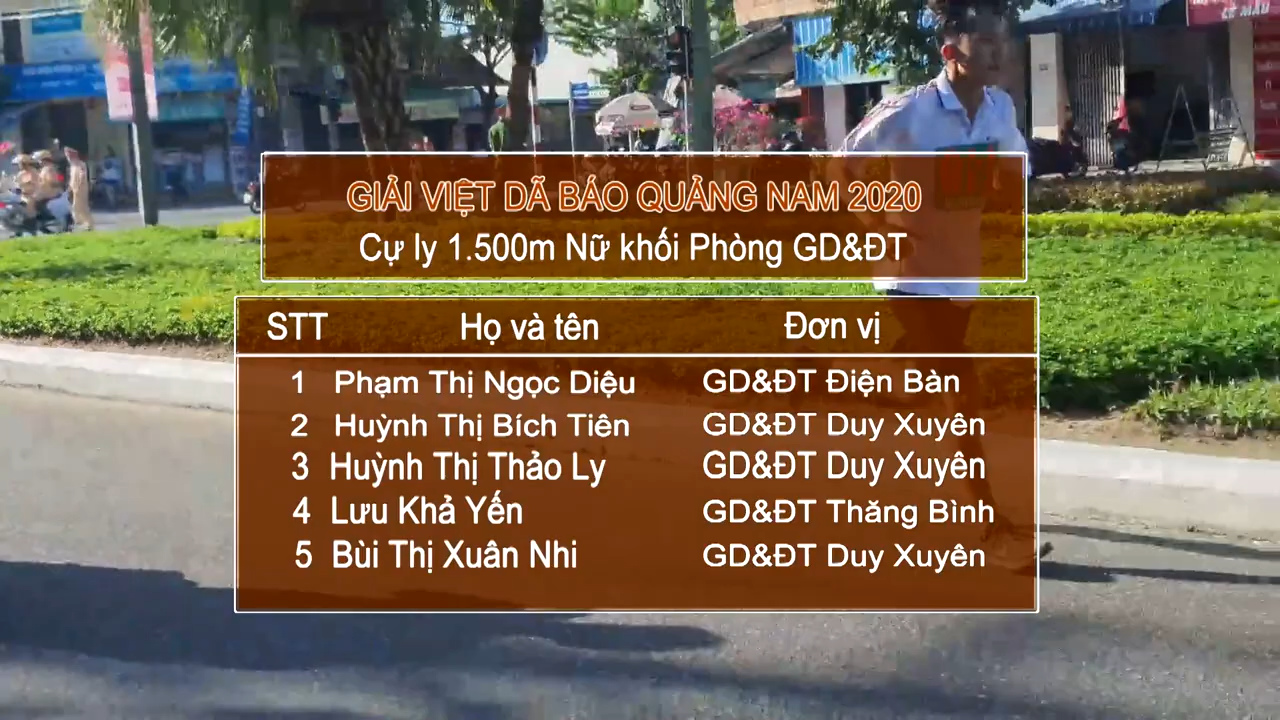 GIẢI VIỆT DÃ BÁO QUẢNG NAM 2020
Cự ly 1.500m Nữ khối Phòng GD&ĐT
STT Họ và tên Đơn vị
1 Phạm Thị Ngọc Diệu GD&ĐT Điện Bàn
2 Huỳnh Thị Bích Tiên GD&ĐT Duy Xuyên
3 Huỳnh Thị Thảo Ly GD&ĐT Duy Xuyên
4 Lưu Khả Yến GD&ĐT Thăng Bình
5 Bùi Thị Xuân Nhi GD&ĐT Duy Xuyên